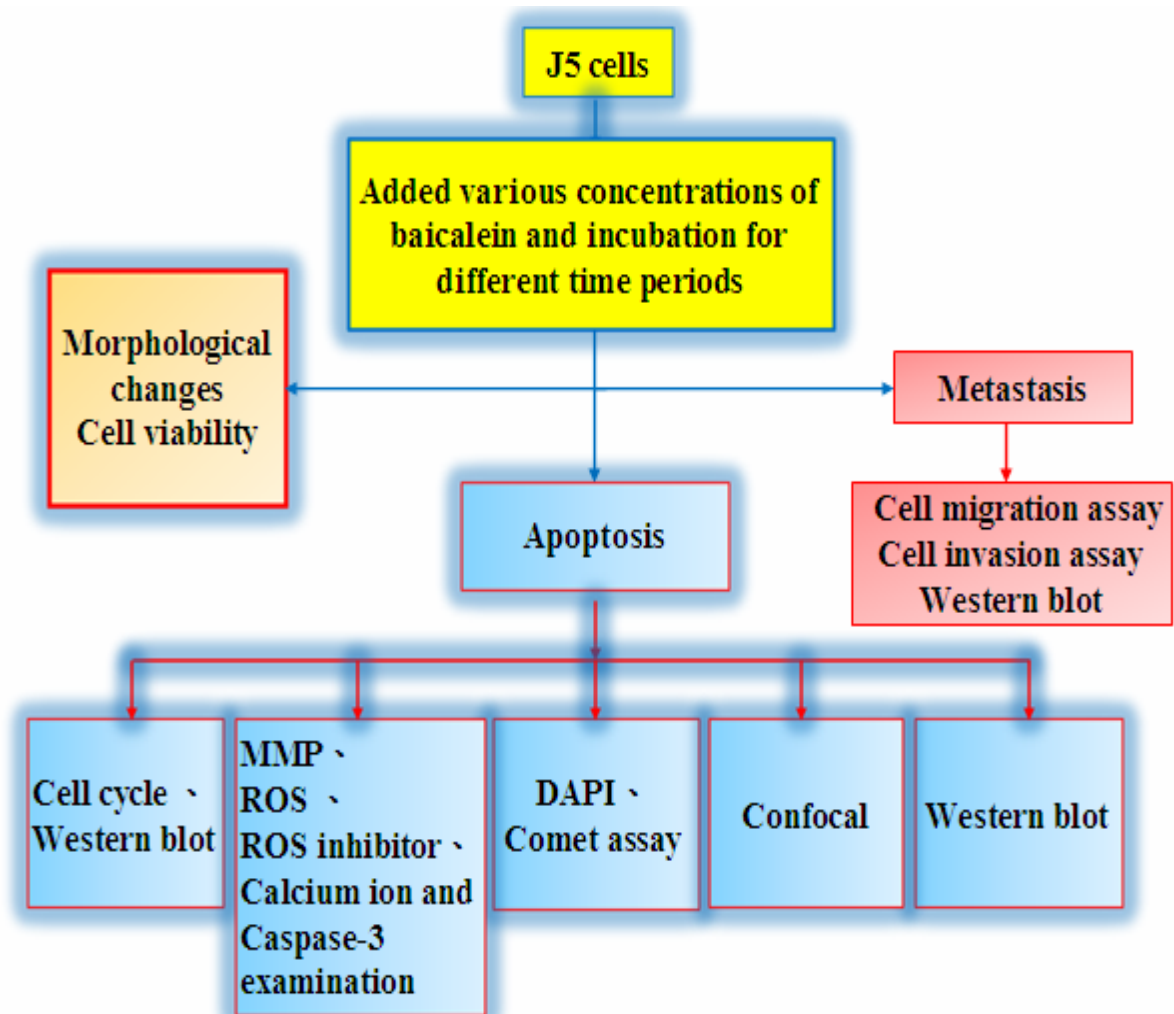 J5 cells
Added various concentrations of
baicalein and incubation for
different time periods
Morphological
changes
Cell viability
Metastasis
Cell migration assay
Cell invasion assay
Western blot
Apoptosis
Cell cycle、
Western blot
MMP、
ROS、
ROS inhibitor、
Calcium ion and
Caspase-3
examination
DAPI、
Comet assay
Confocal
Western blot